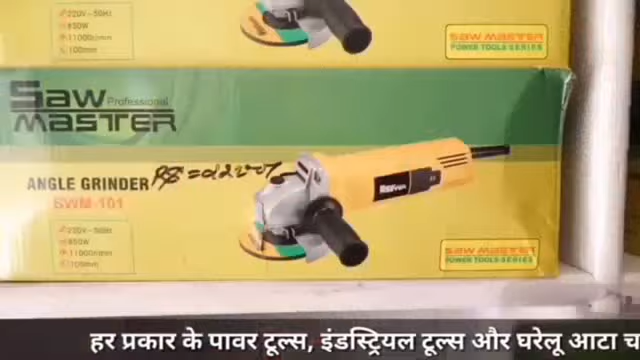 220V~50Hz
850W
11000r/min
100mm
SAW MASTER
POWER TOOLS SERIES
SAW
Professional
MASTER
ANGLE GRINDER
SWM-101
220V~50Hz
850W
11000r/min
100mm
SAW MASTER
POWER TOOLS SERIES
हर प्रकार के पावर टूल्स, इंडस्ट्रियल टूल्स और घरेलू आटा च